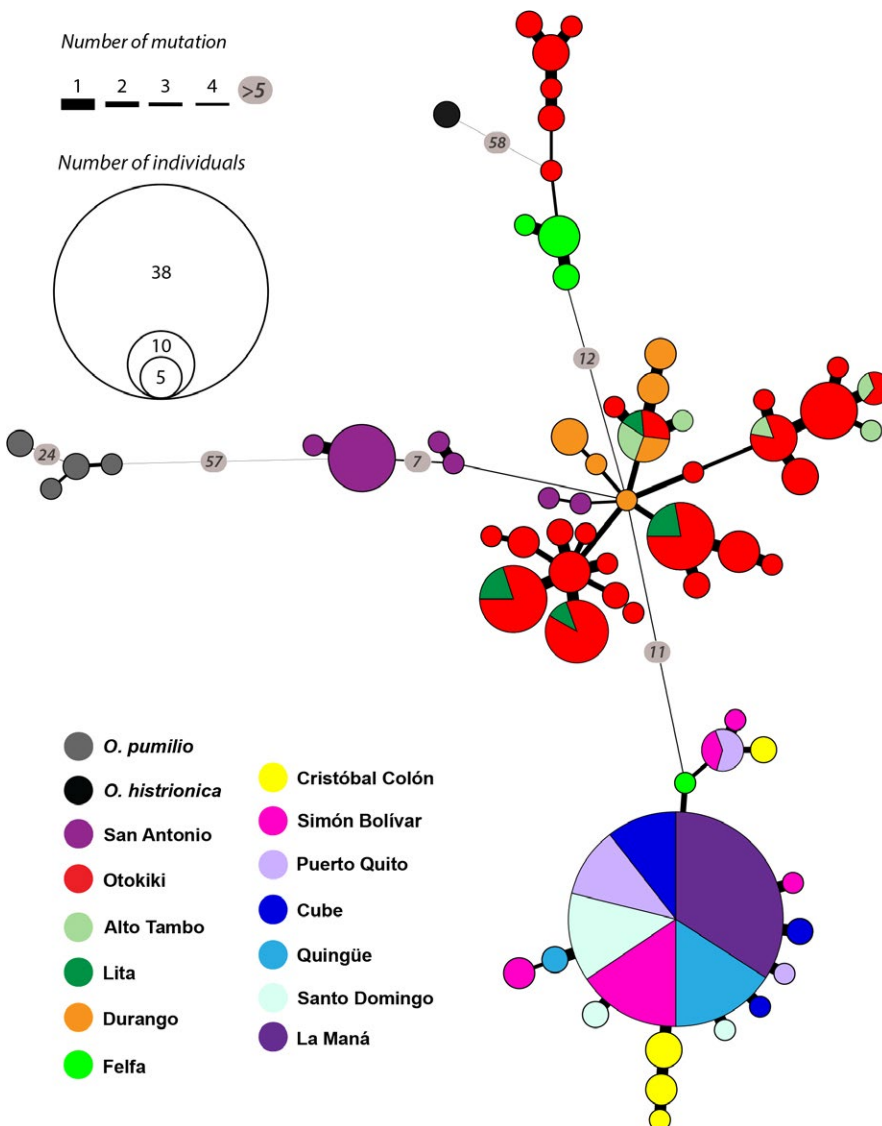 Number of mutation
1 2 3 4 >5
Number of individuals
38
10
5
58
12
24
57
7
11
O. pumilio
O. histrionica
San Antonio
Otokiki
Alto Tambo
Lita
Durango
Felfa
Cristóbal Colón
Simón Bolívar
Puerto Quito
Cube
Quingüe
Santo Domingo
La Maná